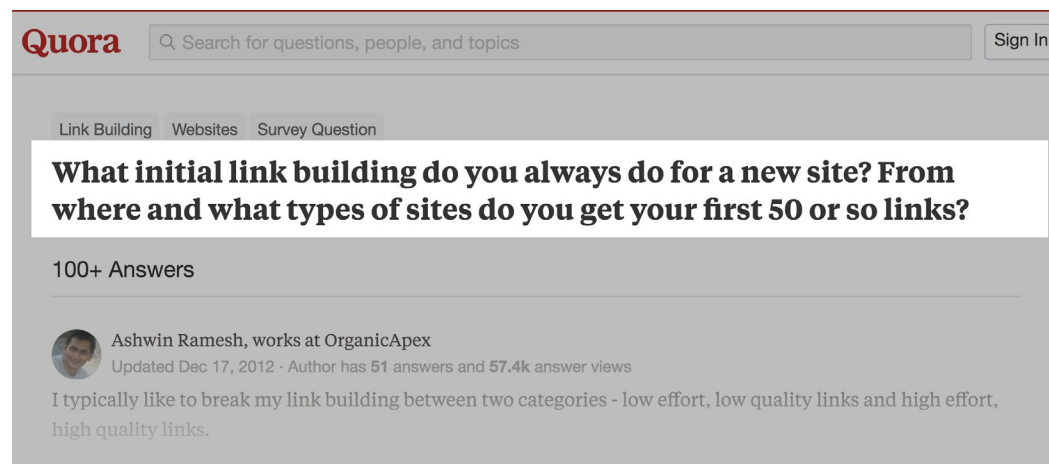 Quora
Search for questions, people, and topics
Sign In
Link Building Websites Survey Question
What initial link building do you always do for a new site? From
where and what types of sites do you get your first 50 or so links?
100+ Answers
Ashwin Ramesh, works at OrganicApex
Updated Dec 17, 2012 · Author has 51 answers and 57.4k answer views
I typically like to break my link building between two categories - low effort, low quality links and high effort,
high quality links.